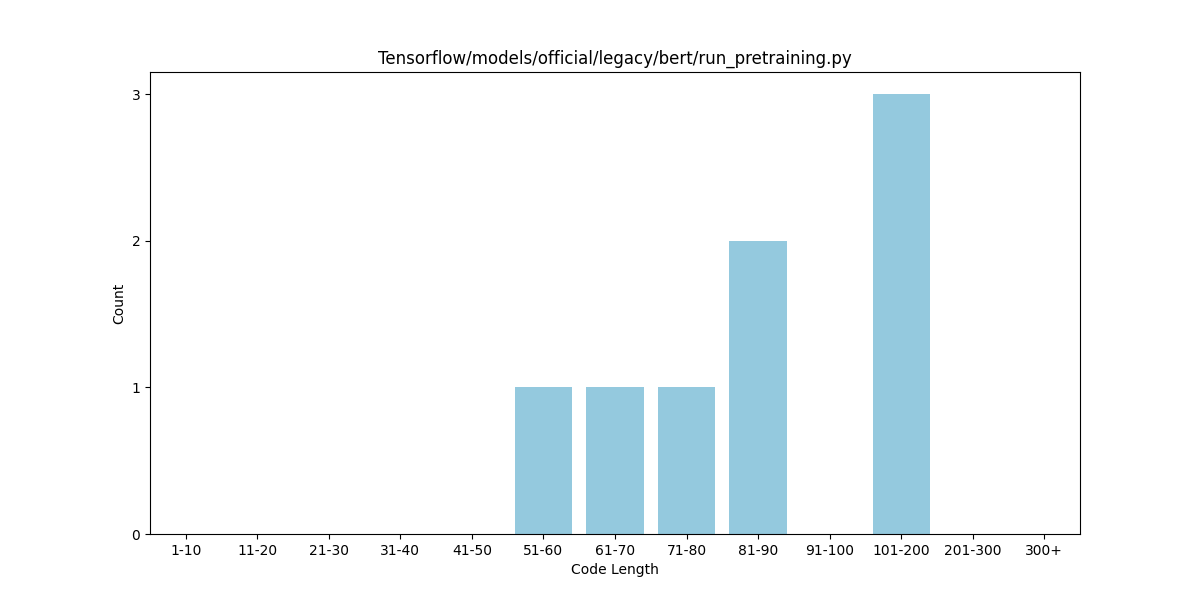 Tensorflow/models/official/legacy/bert/run_pretraining.py
3
2
1
0
Count
1-10 11-20 21-30 31-40 41-50 51-60 61-70 71-80 81-90 91-100 101-200 201-300 300+
Code Length